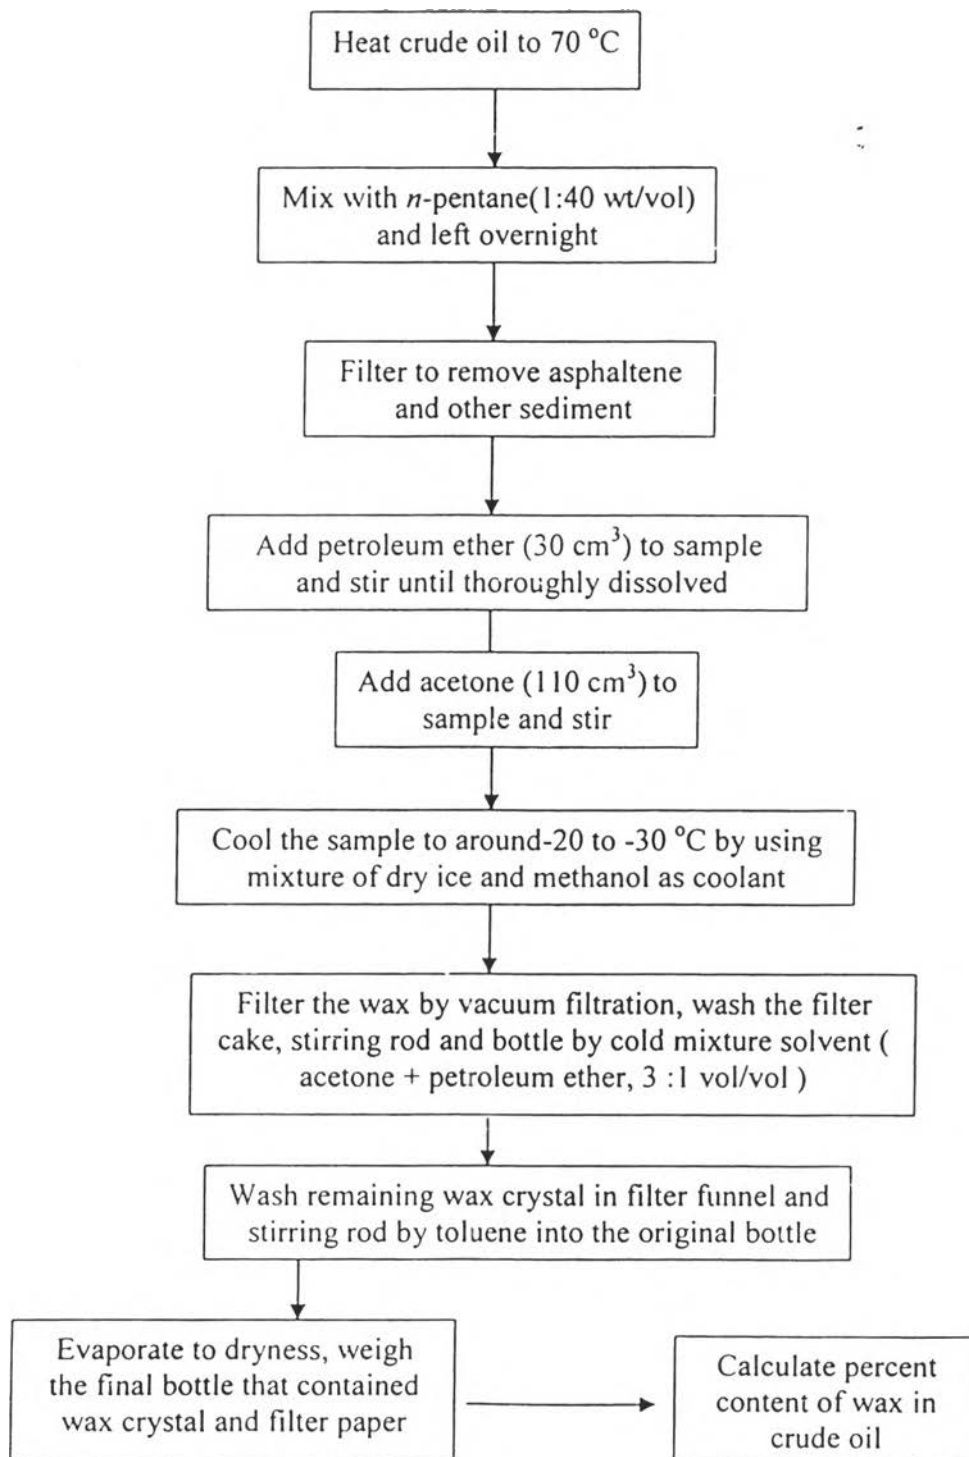 Heat crude oil to 70 °C
Mix with n-pentane(1:40 wt/vol)
and left overnight
Filter to remove asphaltene
and other sediment
Add petroleum ether (30 cm³) to sample
and stir until thoroughly dissolved
Add acetone (110 cm³) to
sample and stir
Cool the sample to around-20 to -30 °C by using
mixture of dry ice and methanol as coolant
Filter the wax by vacuum filtration, wash the filter
cake, stirring rod and bottle by cold mixture solvent (
acetone + petroleum ether, 3 :1 vol/vol )
Wash remaining wax crystal in filter funnel and
stirring rod by toluene into the original bottle
Evaporate to dryness, weigh
the final bottle that contained
wax crystal and filter paper
Calculate percent
content of wax in
crude oil